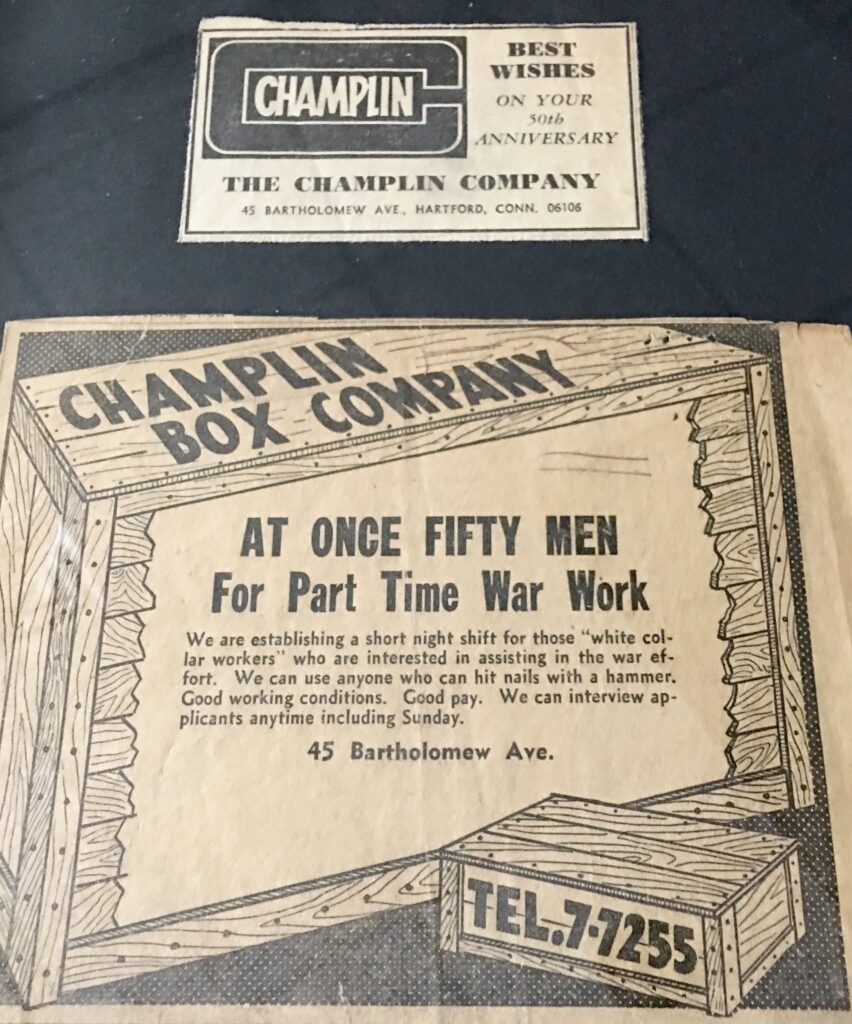 CHAMPLIN
BEST
WISHES
ON YOUR
50th
ANNIVERSARY
THE CHAMPLIN COMPANY
45 BARTHOLOMEW AVE., HARTFORD, CONN. 06106
CHAMPLIN
BOX COMPANY
AT ONCE FIFTY MEN
For Part Time War Work
We are establishing a short night shift for those "white col-
lar workers" who are interested in assisting in the war ef-
fort. We can use anyone who can hit nails with a hammer.
Good working conditions. Good pay. We can interview ap-
plicants anytime including Sunday.
45 Bartholomew Ave.
TEL.7-7255